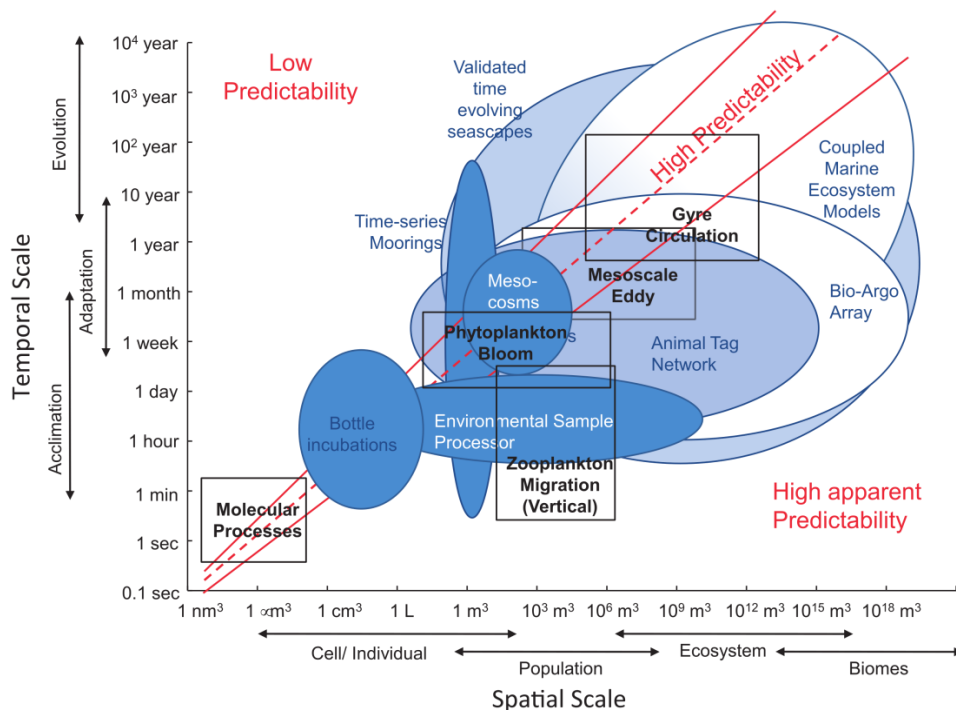 10⁴ year
10³ year
10² year
10 year
1 year
1 month
1 week
1 day
1 hour
1 min
1 sec
0.1 sec
Temporal Scale
Evolution
Adaptation
Acclimation
Low
Predictability
Validated
time
evolving
seascapes
High Predictability
Coupled
Marine
Ecosystem
Models
Time-series
Moorings
Gyre
Circulation
Meso-
cosms
Mesoscale
Eddy
Bio-Argo
Array
Phytoplankton
Bloom
s
Animal Tag
Network
Bottle
incubations
Environmental Sample
Processor
Zooplankton
Migration
(Vertical)
Molecular
Processes
High apparent
Predictability
1 nm³
1 ∝m³
1 cm³
1 L
1 m³
10³ m³
10⁶ m³
10⁹ m³
10¹² m³
10¹⁵ m³
10¹⁸ m³
Cell/ Individual
Population
Ecosystem
Biomes
Spatial Scale